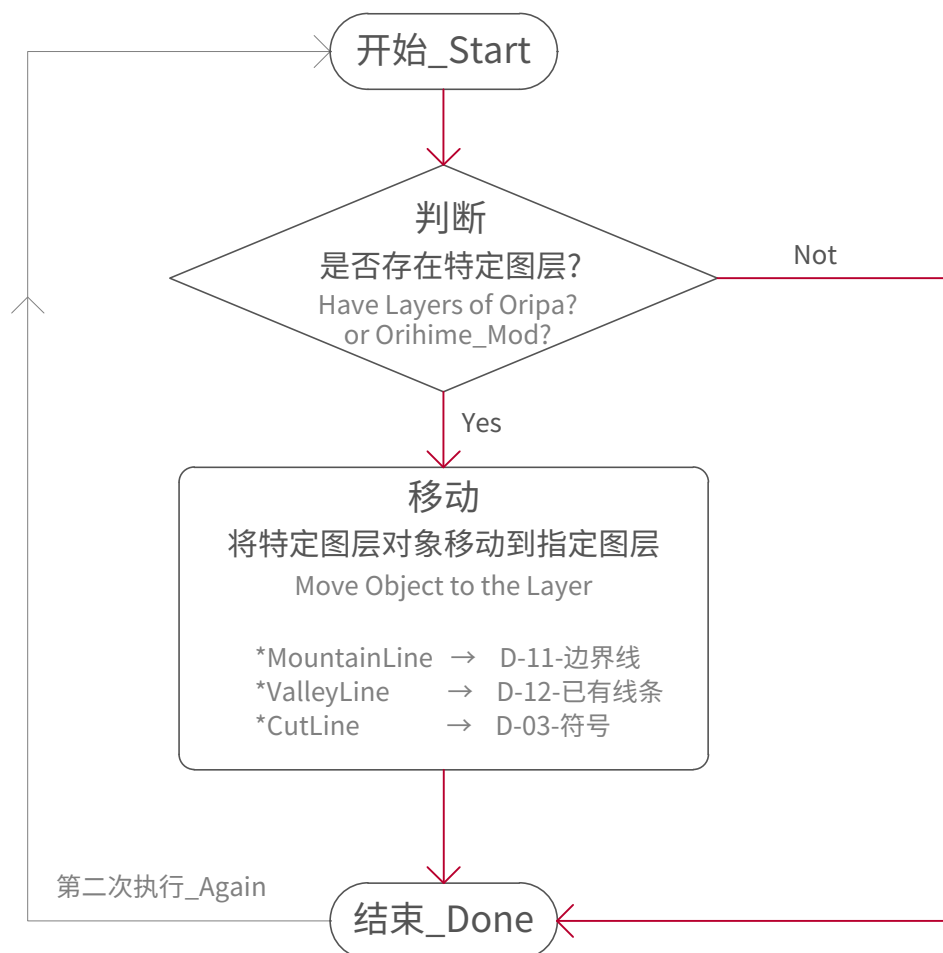 开始_Start
判断
是否存在特定图层?
Have Layers of Oripa?
or Orihime_Mod?
Not
Yes
移动
将特定图层对象移动到指定图层
Move Object to the Layer
*MountainLine → D-11-边界线
*ValleyLine → D-12-已有线条
*CutLine → D-03-符号
第二次执行_Again
结束_Done